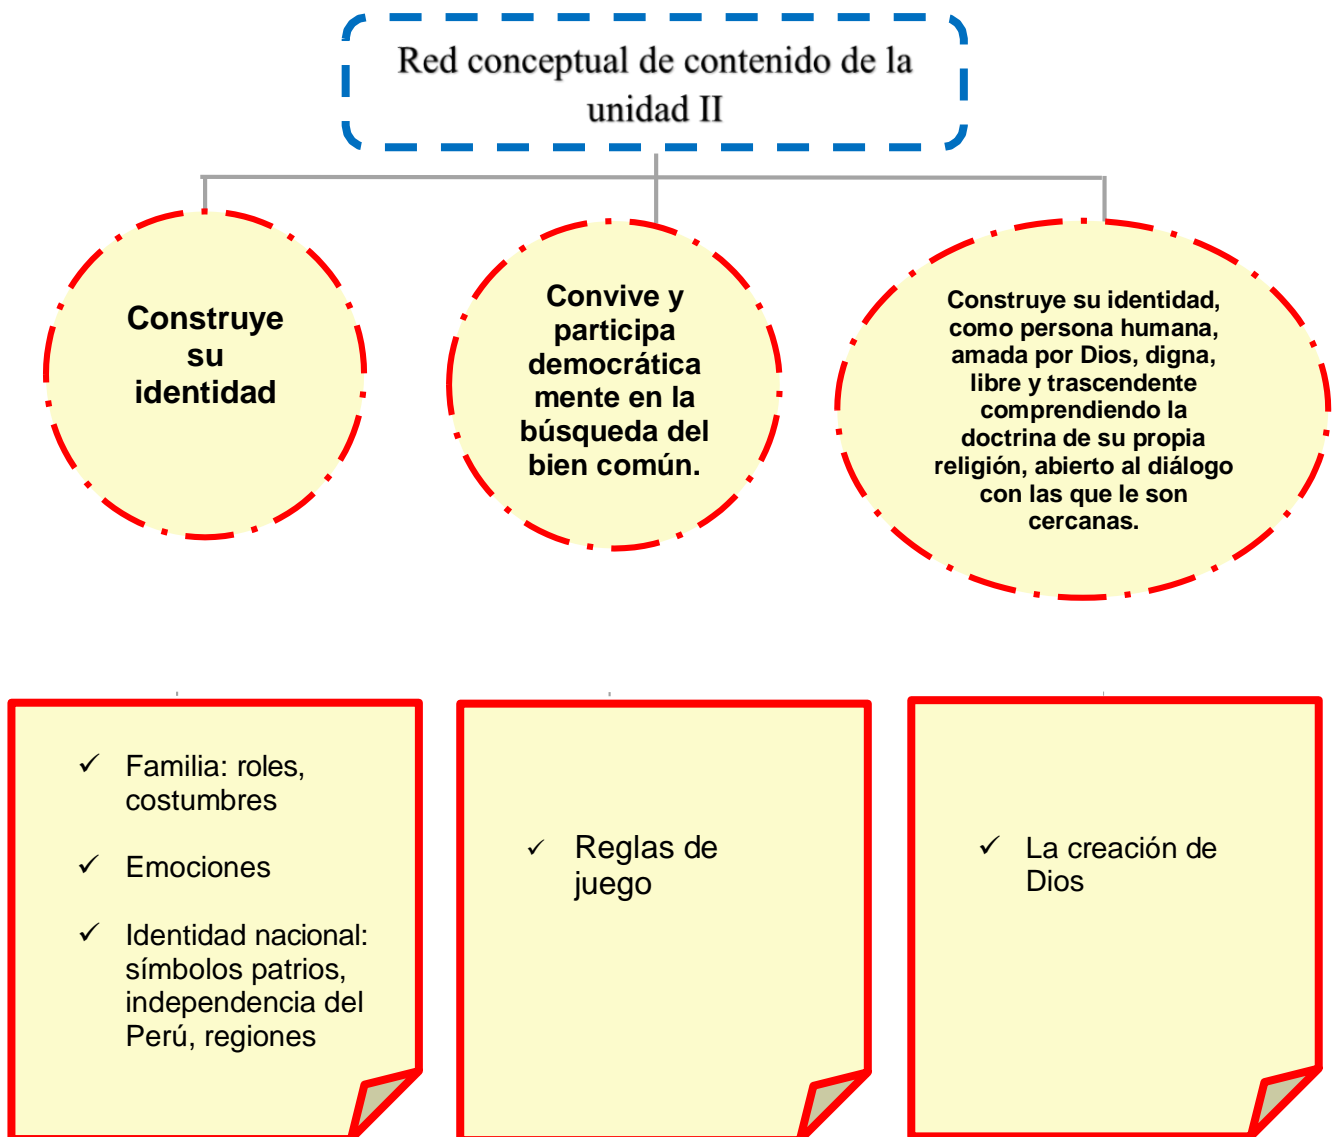 Red conceptual de contenido de la
unidad II
Construye
su
identidad
Convive y
participa
democrática
mente en la
búsqueda del
bien común.
Construye su identidad,
como persona humana,
amada por Dios, digna,
libre y trascendente
comprendiendo la
doctrina de su propia
religión, abierto al diálogo
con las que le son
cercanas.
✓ Familia: roles,
costumbres
✓ Emociones
✓ Identidad nacional:
símbolos patrios,
independencia del
Perú, regiones
✓ Reglas de
juego
✓ La creación de
Dios